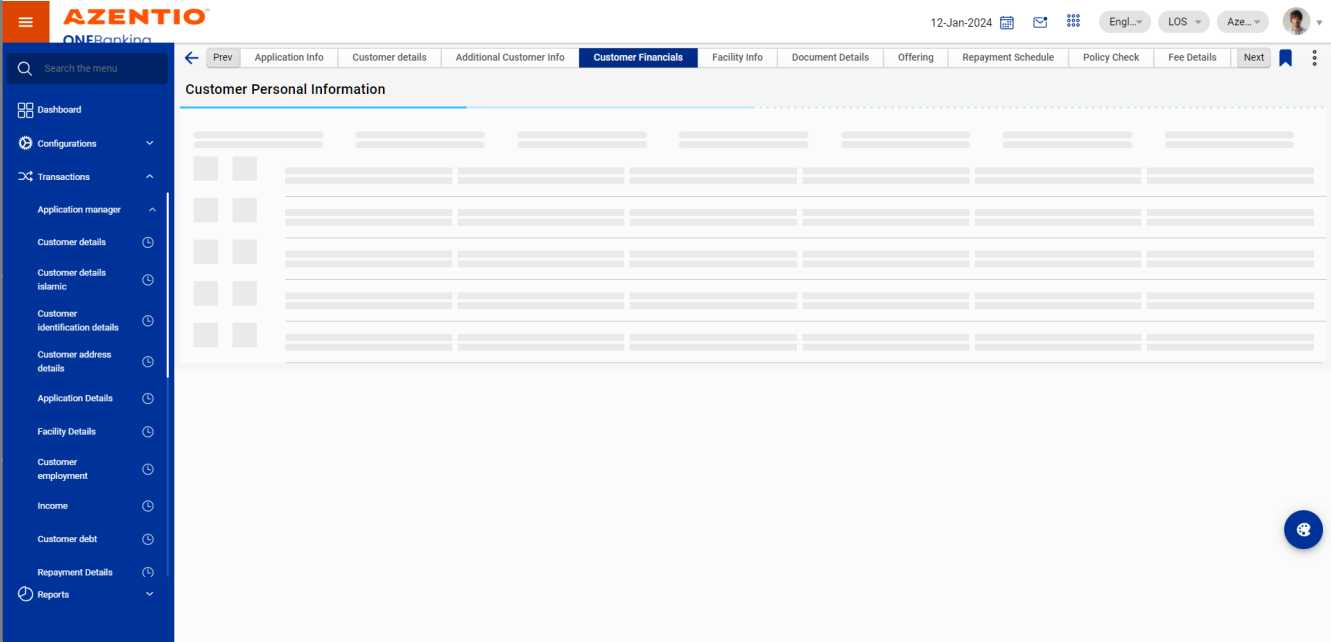 AZENTIO™
ONEBanking
12-Jan-2024
Engl...
LOS
Aze...
Prev
Application Info
Customer details
Additional Customer Info
Customer Financials
Facility Info
Document Details
Offering
Repayment Schedule
Policy Check
Fee Details
Next
Customer Personal Information
Search the menu
Dashboard
Configurations
Transactions
Application manager
Customer details
Customer details
islamic
Customer
identification details
Customer address
details
Application Details
Facility Details
Customer
employment
Income
Customer debt
Repayment Details
Reports